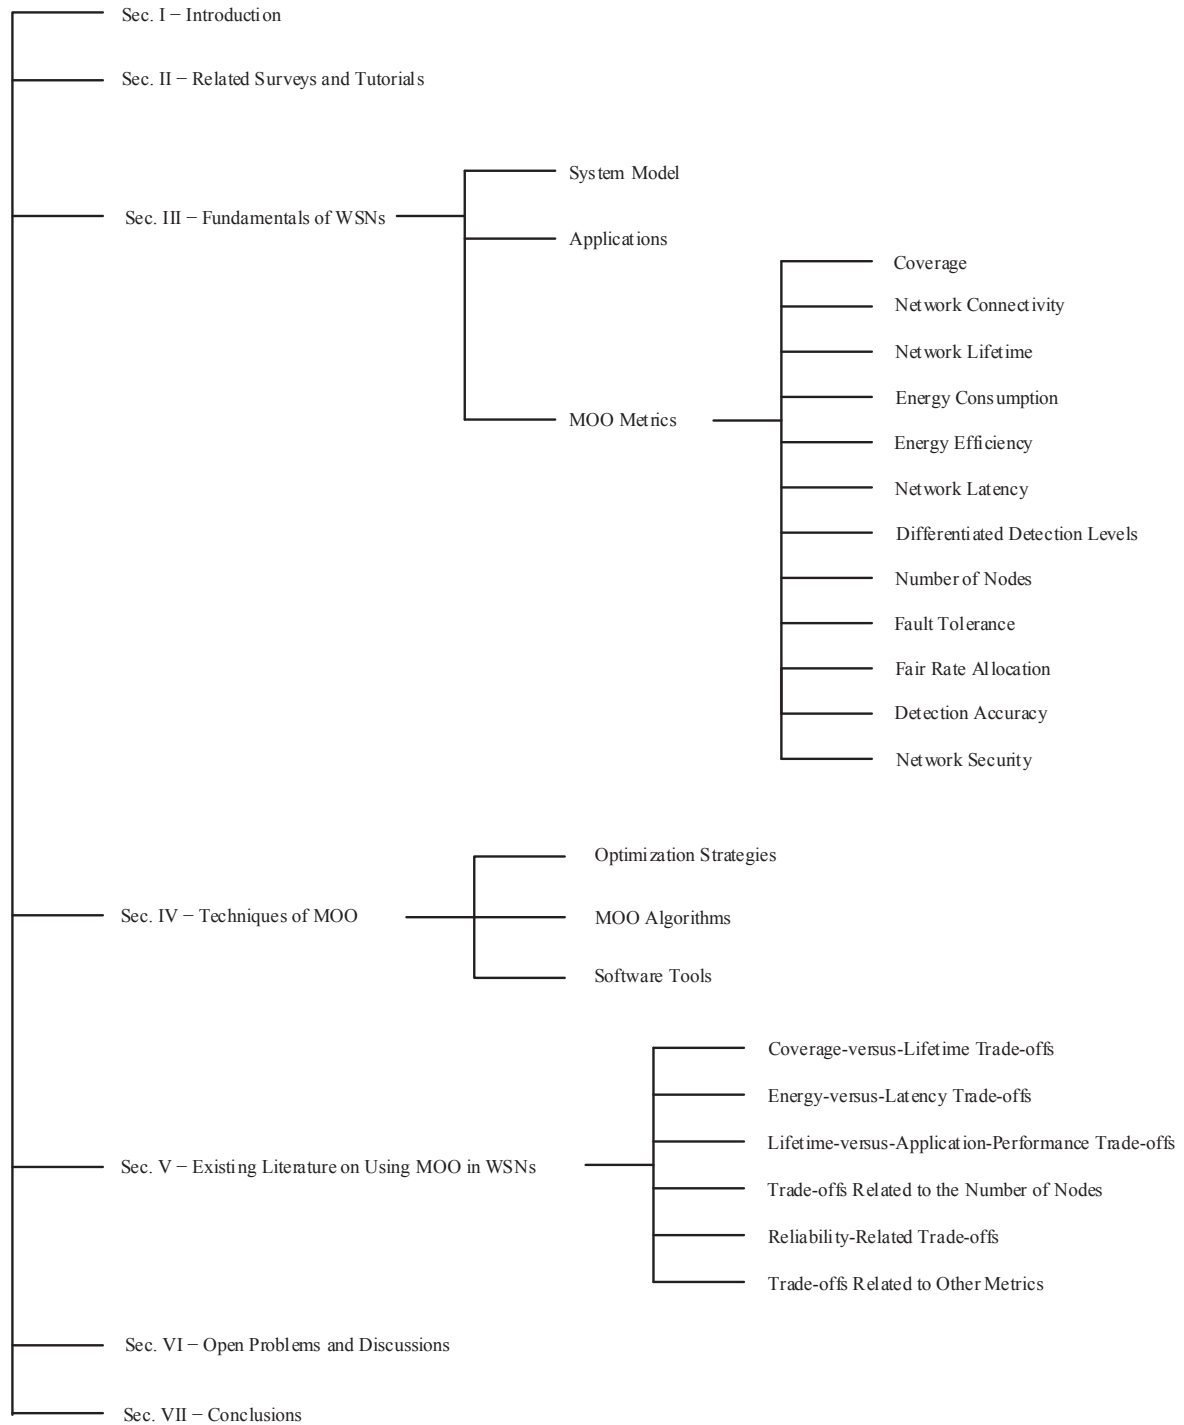 Sec. I − Introduction
Sec. II − Related Surveys and Tutorials
Sec. III − Fundamentals of WSNs
System Model
Applications
MOO Metrics
Coverage
Network Connectivity
Network Lifetime
Energy Consumption
Energy Efficiency
Network Latency
Differentiated Detection Levels
Number of Nodes
Fault Tolerance
Fair Rate Allocation
Detection Accuracy
Network Security
Sec. IV − Techniques of MOO
Optimization Strategies
MOO Algorithms
Software Tools
Sec. V − Existing Literature on Using MOO in WSNs
Coverage-versus-Lifetime Trade-offs
Energy-versus-Latency Trade-offs
Lifetime-versus-Application-Performance Trade-offs
Trade-offs Related to the Number of Nodes
Reliability-Related Trade-offs
Trade-offs Related to Other Metrics
Sec. VI − Open Problems and Discussions
Sec. VII − Conclusions